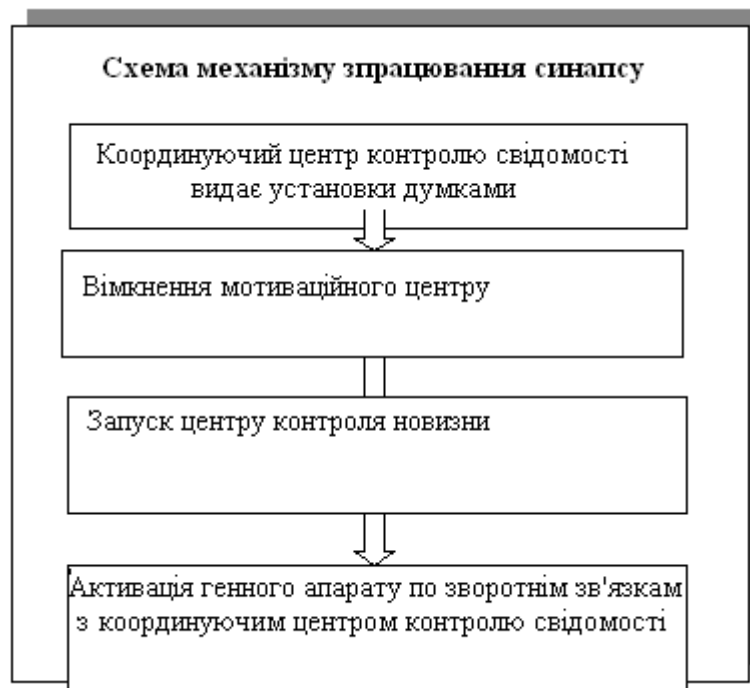 Схема механізму зпрацювання синапсу
Координуючий центр контролю свідомості
видає установки думками
Вімкнення мотиваційного центру
Запуск центру контроля новизни
Активація генного апарату по зворотнім зв'язкам
з координуючим центром контролю свідомості